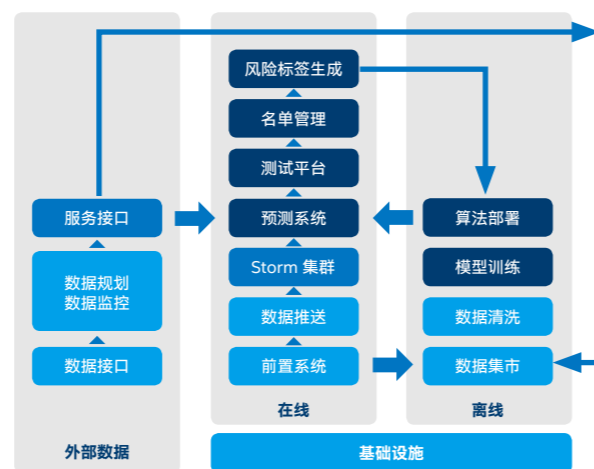 服务接口
数据规划
数据监控
数据接口
外部数据
风险标签生成
名单管理
测试平台
预测系统
Storm 集群
数据推送
前置系统
在线
算法部署
模型训练
数据清洗
数据集市
离线
基础设施